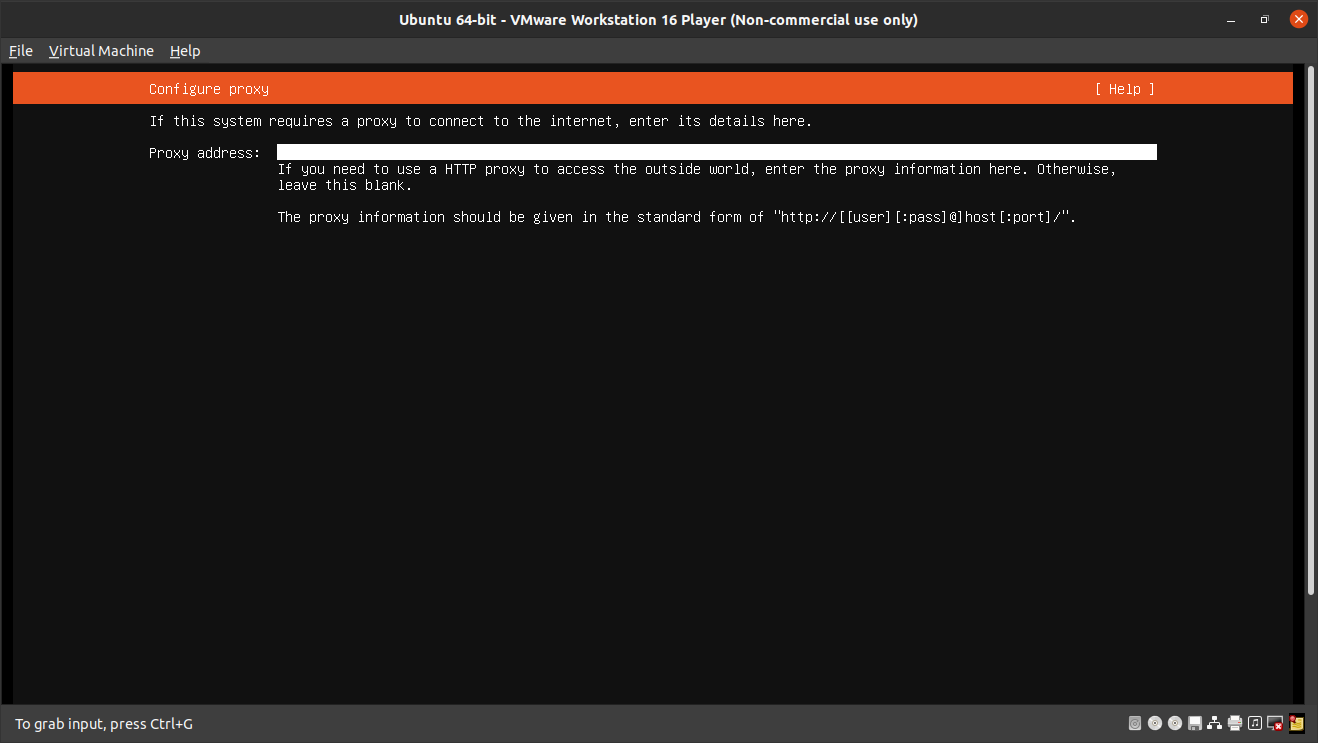 Ubuntu 64-bit - VMware Workstation 16 Player (Non-commercial use only)
File Virtual Machine Help
Configure proxy [ Help ]
If this system requires a proxy to connect to the internet, enter its details here.
Proxy address:
If you need to use a HTTP proxy to access the outside world, enter the proxy information here. Otherwise,
leave this blank.
The proxy information should be given in the standard form of "http://[[user][:pass]@]host[:port]/".
To grab input, press Ctrl+G